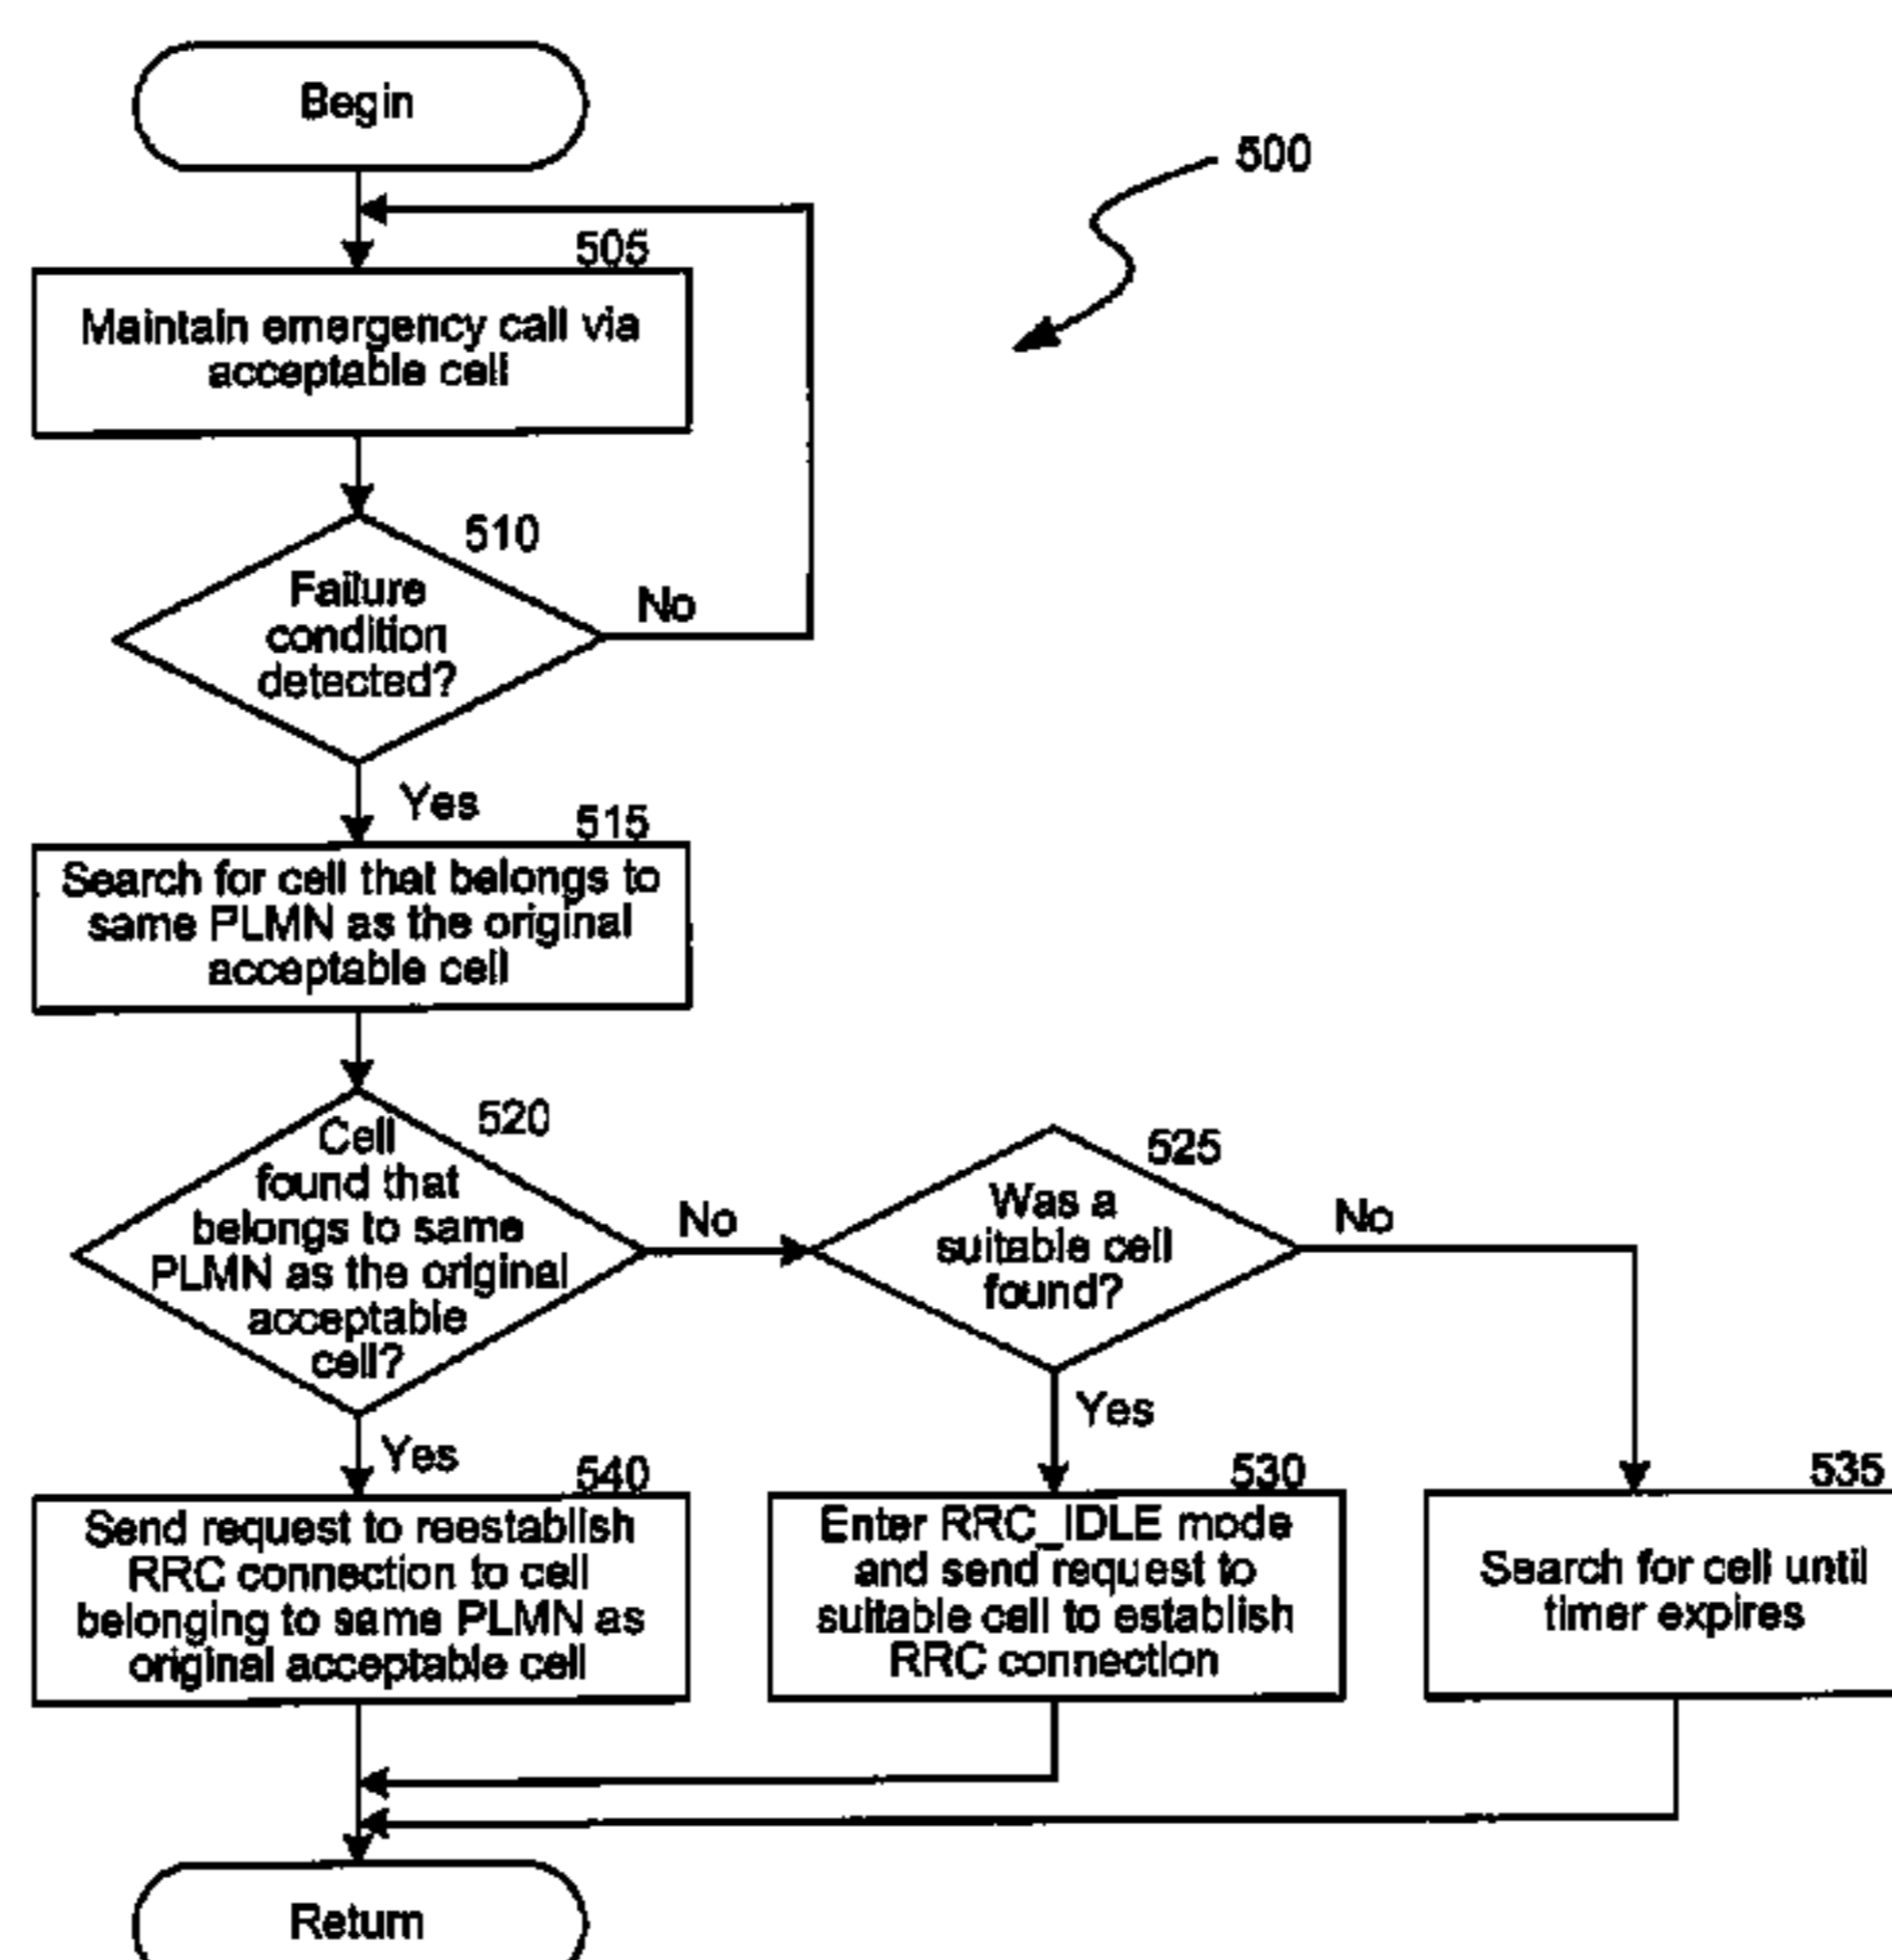 Begin
500
505
Maintain emergency call via
acceptable cell
510
Failure
condition
detected?
No
Yes
515
Search for cell that belongs to
same PLMN as the original
acceptable cell
520
Cell
found that
belongs to same
PLMN as the original
acceptable
cell?
No
525
Was a
suitable cell
found?
No
Yes
Yes
540
Send request to reestablish
RRC connection to cell
belonging to same PLMN as
original acceptable cell
530
Enter RRC_IDLE mode
and send request to
suitable cell to establish
RRC connection
535
Search for cell until
timer expires
Return